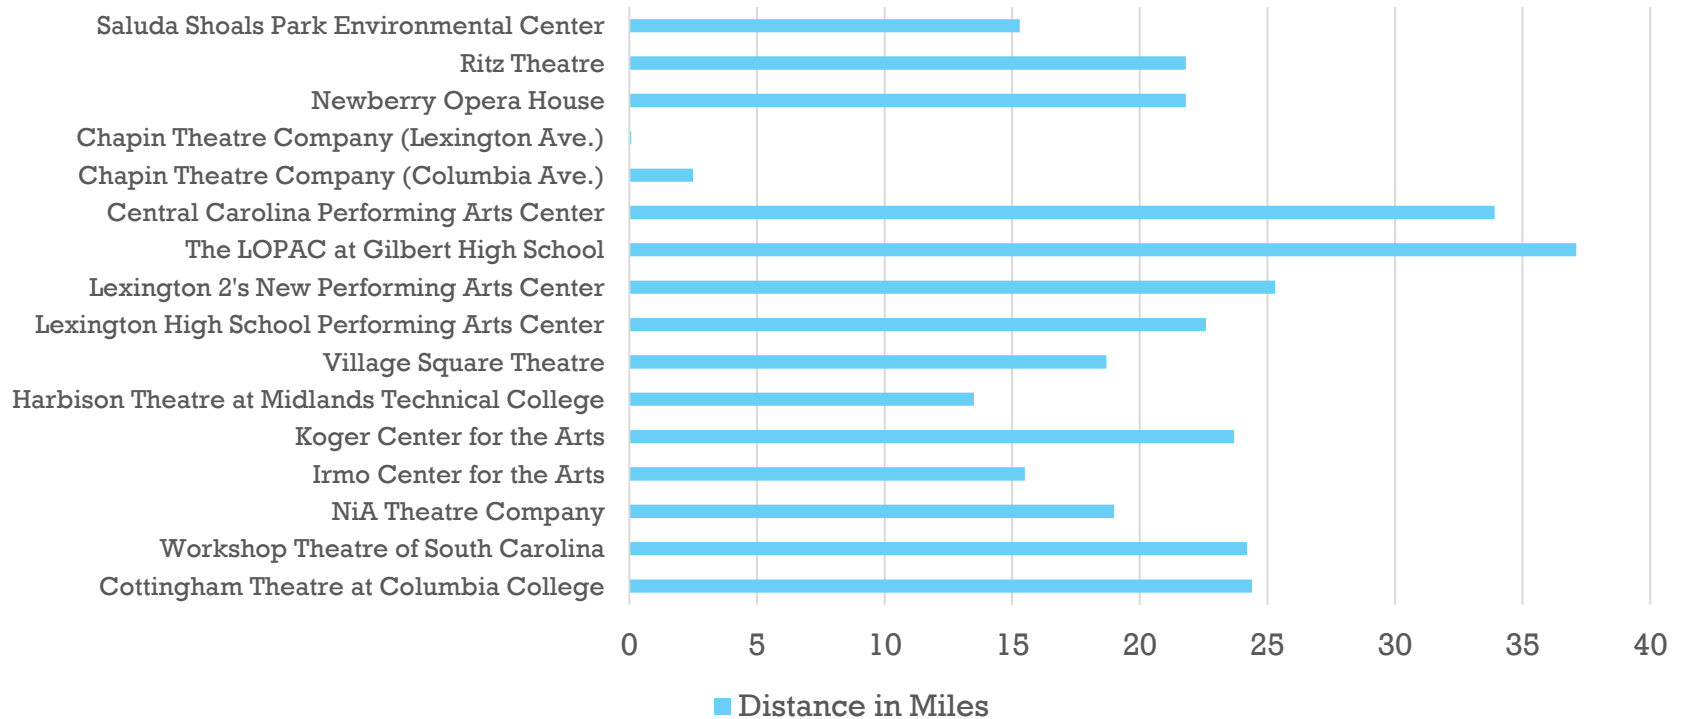 Saluda Shoals Park Environmental Center
Ritz Theatre
Newberry Opera House
Chapin Theatre Company (Lexington Ave.)
Chapin Theatre Company (Columbia Ave.)
Central Carolina Performing Arts Center
The LOPAC at Gilbert High School
Lexington 2's New Performing Arts Center
Lexington High School Performing Arts Center
Village Square Theatre
Harbison Theatre at Midlands Technical College
Koger Center for the Arts
Irmo Center for the Arts
NiA Theatre Company
Workshop Theatre of South Carolina
Cottingham Theatre at Columbia College
0 5 10 15 20 25 30 35 40
Distance in Miles